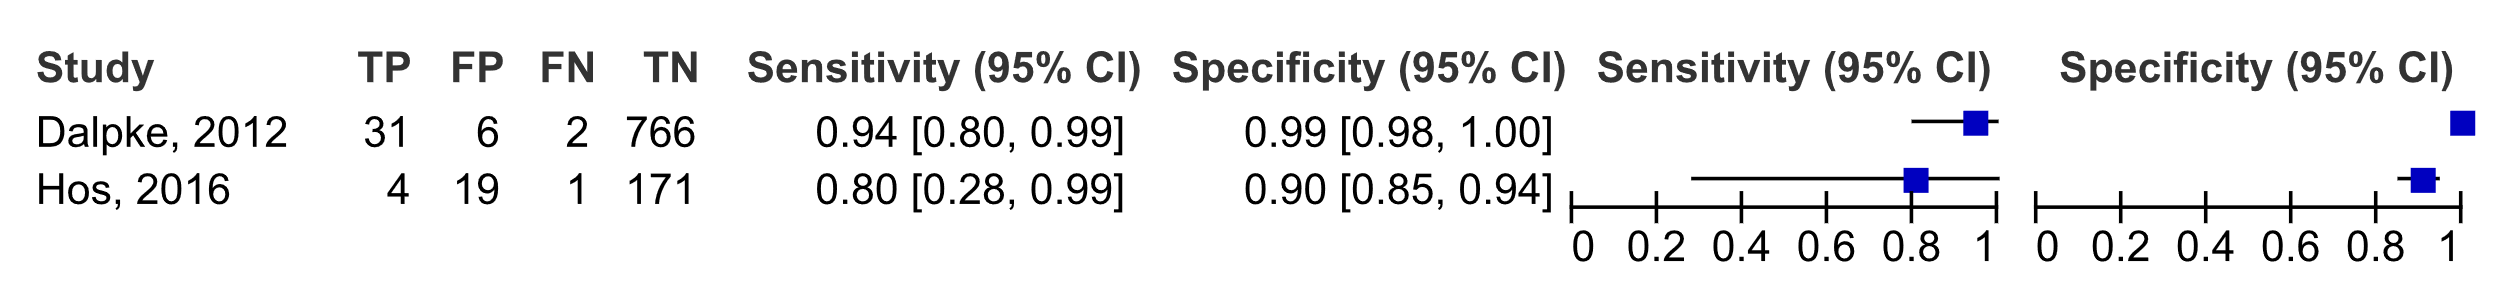 Study TP FP FN TN Sensitivity (95% CI) Specificity (95% CI) Sensitivity (95% CI) Specificity (95% CI)
Dalpke, 2012 31 6 2 766 0.94 [0.80, 0.99] 0.99 [0.98, 1.00]
Hos, 2016 4 19 1 171 0.80 [0.28, 0.99] 0.90 [0.85, 0.94]
0 0.2 0.4 0.6 0.8 1 0 0.2 0.4 0.6 0.8 1